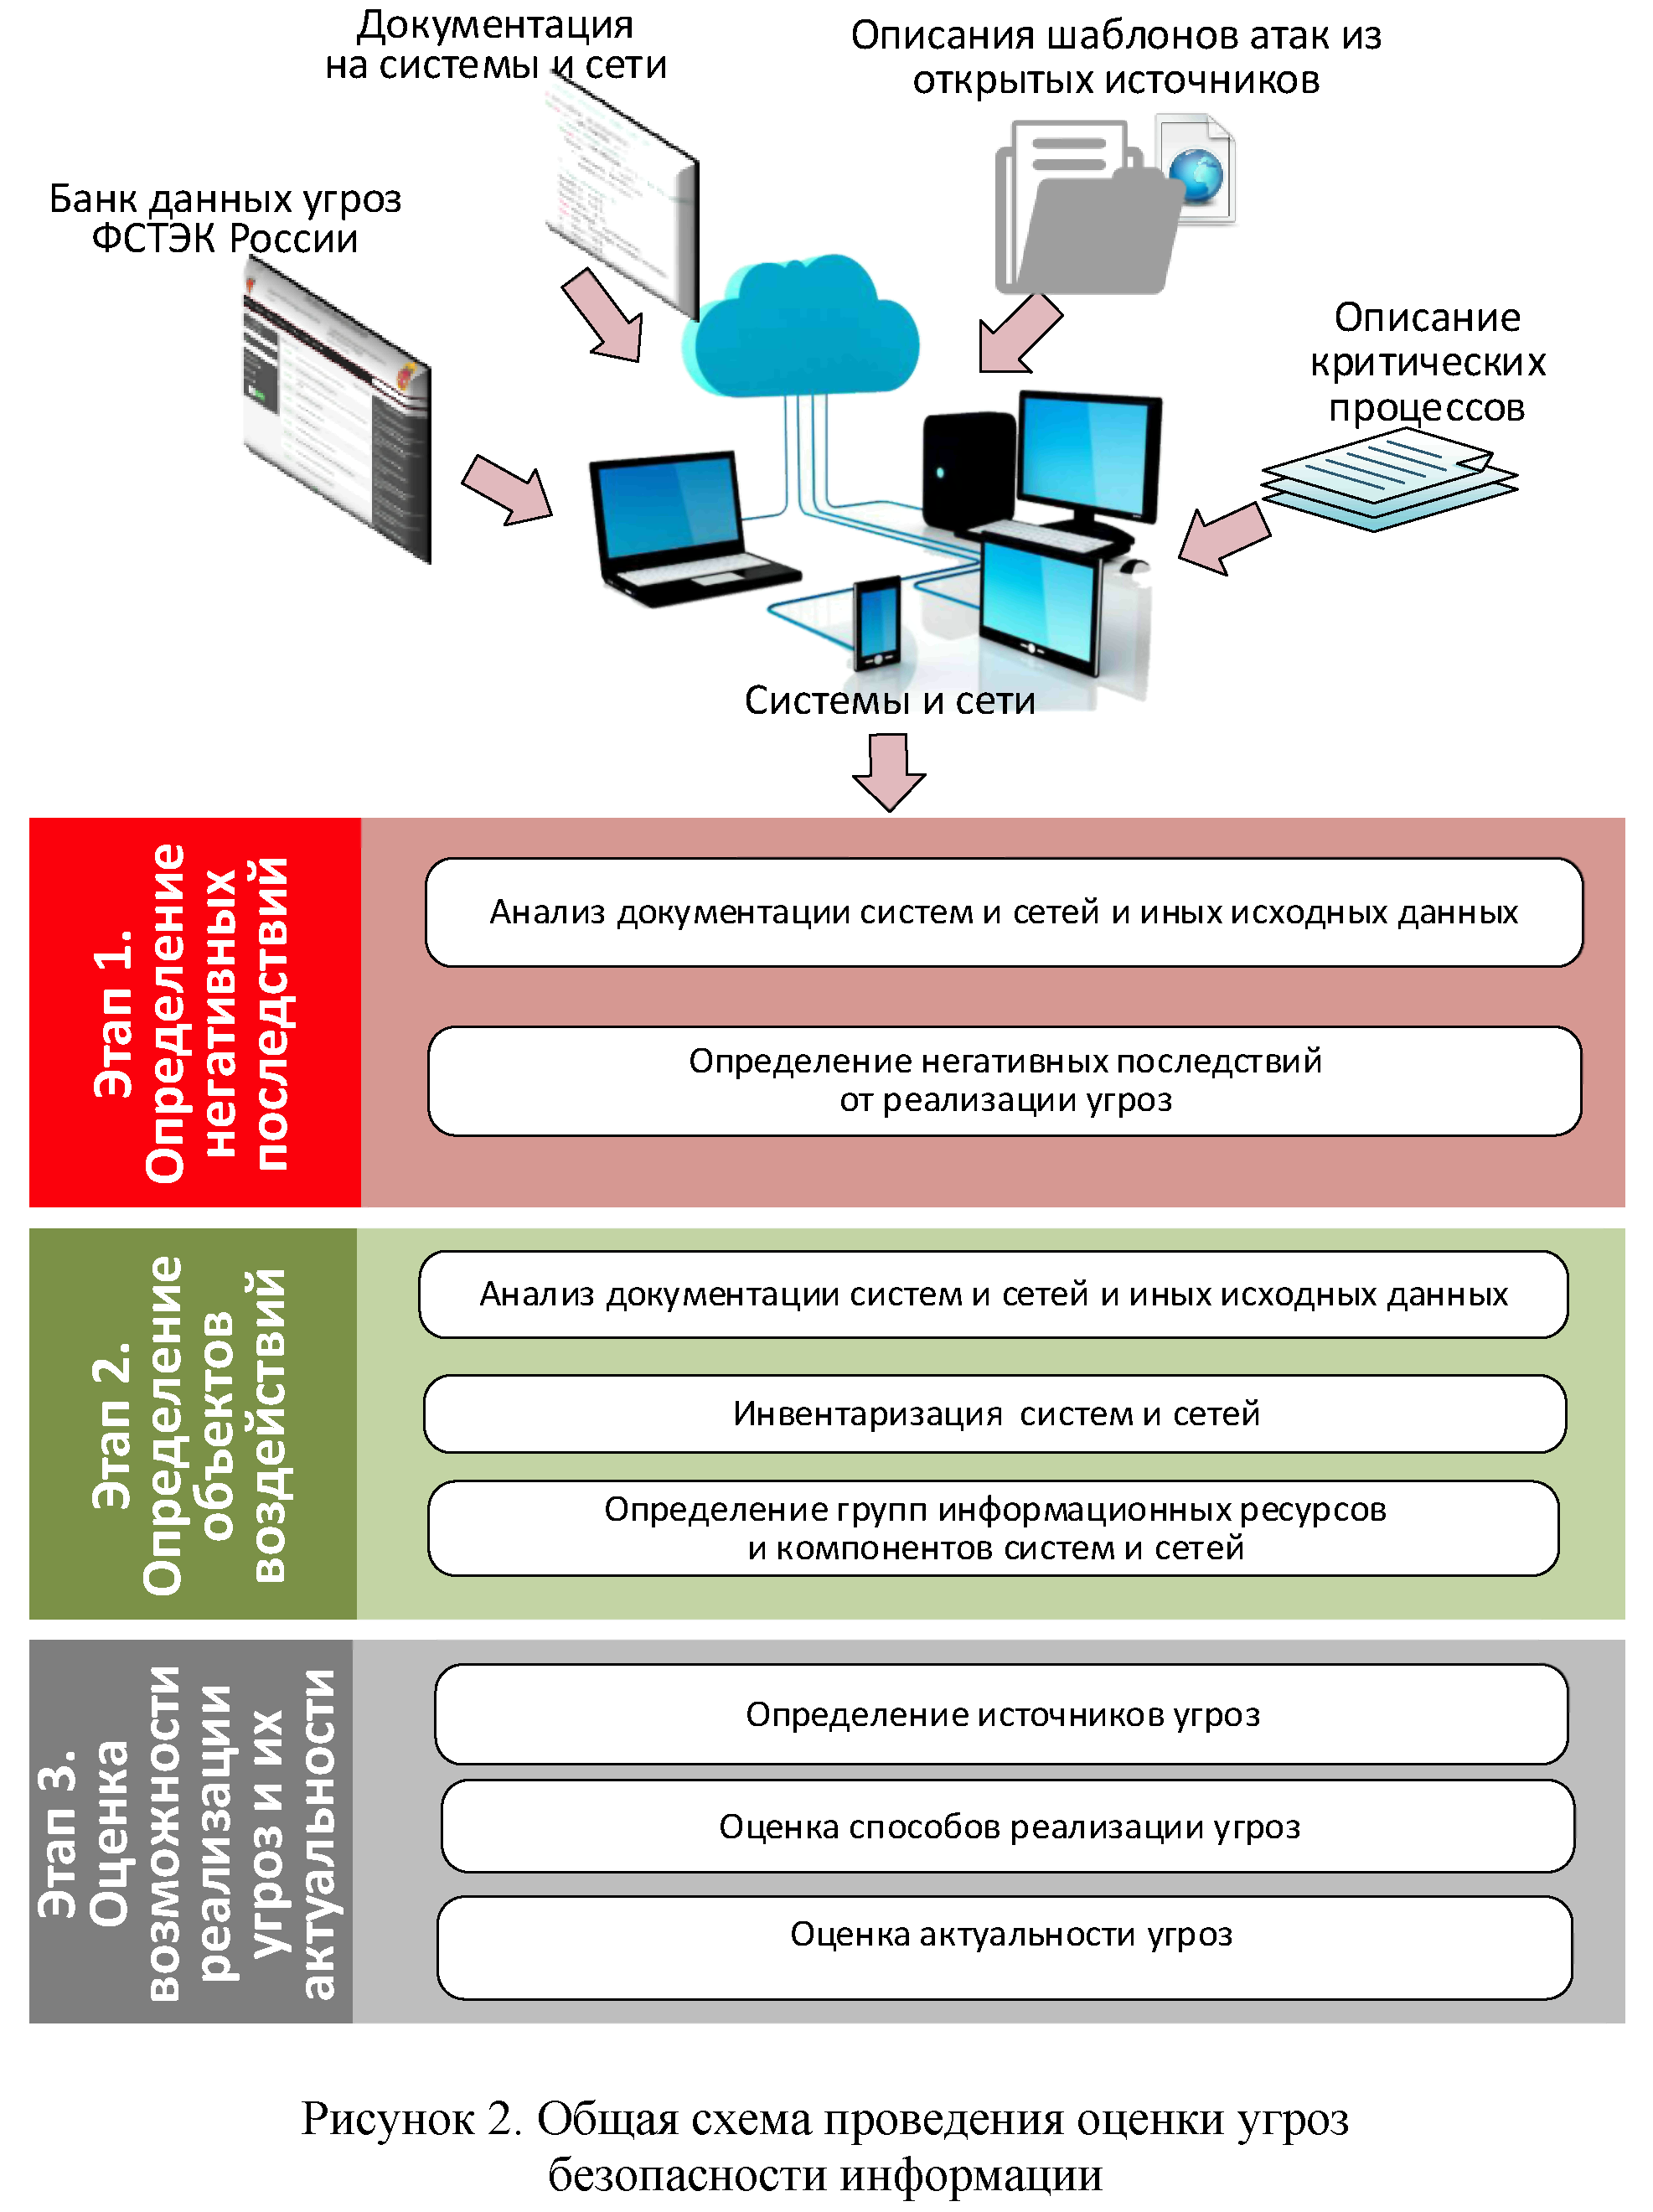 Документация
на системы и сети
Описания шаблонов атак из
открытых источников
Банк данных угроз
ФСТЭК России
Описание
критических
процессов
Системы и сети
Этап 1.
Определение
негативных
последствий
Анализ документации систем и сетей и иных исходных данных
Определение негативных последствий
от реализации угроз
Этап 2.
Определение
объектов
воздействий
Анализ документации систем и сетей и иных исходных данных
Инвентаризация систем и сетей
Определение групп информационных ресурсов
и компонентов систем и сетей
Этап 3.
Оценка
возможности
реализации
угроз и их
актуальности
Определение источников угроз
Оценка способов реализации угроз
Оценка актуальности угроз
Рисунок 2. Общая схема проведения оценки угроз
безопасности информации